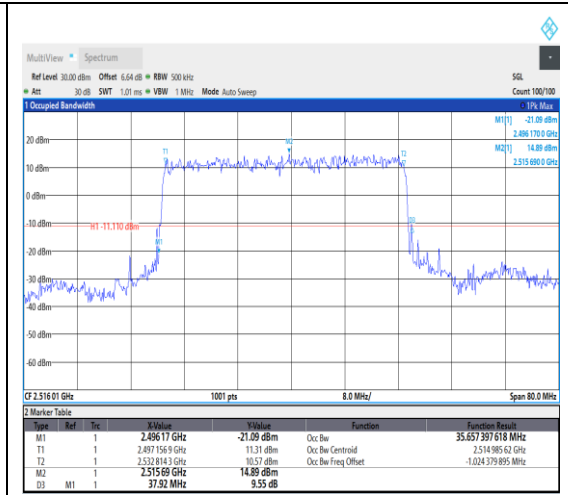 MultiView Spectrum
Ref Level 30.00 dBm Offset 6.64 dB RBW 500 kHz SGL
Att 30 dB SWT 1.01 ms VBW 1 MHz Mode Auto Sweep Count 100/100
1 Occupied Bandwidth 1Pk Max
M1[1] -21.09 dBm
2.496 170 0 GHz
M2[1] 14.89 dBm
2.515 690 0 GHz
20 dBm
T1 M2 T2
10 dBm
0 dBm
-10 dBm
H1 -11.110 dBm
D3
M1
-20 dBm
-30 dBm
-40 dBm
-50 dBm
-60 dBm
CF 2.516 01 GHz 1001 pts 8.0 MHz/ Span 80.0 MHz
2 Marker Table
Type Ref Trc X-Value Y-Value Function Function Result
M1 1 2.496 17 GHz -21.09 dBm Occ Bw 35.657 397 618 MHz
T1 1 2.497 156 9 GHz 11.31 dBm Occ Bw Centroid 2.514 985 62 GHz
T2 1 2.532 814 3 GHz 10.57 dBm Occ Bw Freq Offset -1.024 379 895 MHz
M2 1 2.515 69 GHz 14.89 dBm
D3 M1 1 37.92 MHz 9.55 dB